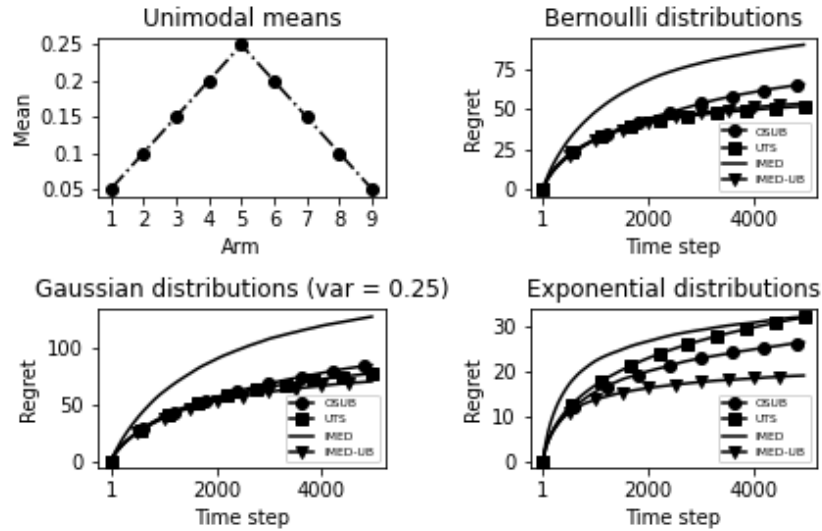 Unimodal means
0.25
0.2
0.15
0.1
0.05
Mean
1 2 3 4 5 6 7 8 9
Arm
Bernoulli distributions
75
50
25
0
Regret
OSUB
UTS
IMED
IMED-UB
1 2000 4000
Time step
Gaussian distributions (var = 0.25)
100
50
0
Regret
OSUB
UTS
IMED
IMED-UB
1 2000 4000
Time step
Exponential distributions
30
20
10
0
Regret
OSUB
UTS
IMED
IMED-UB
1 2000 4000
Time step